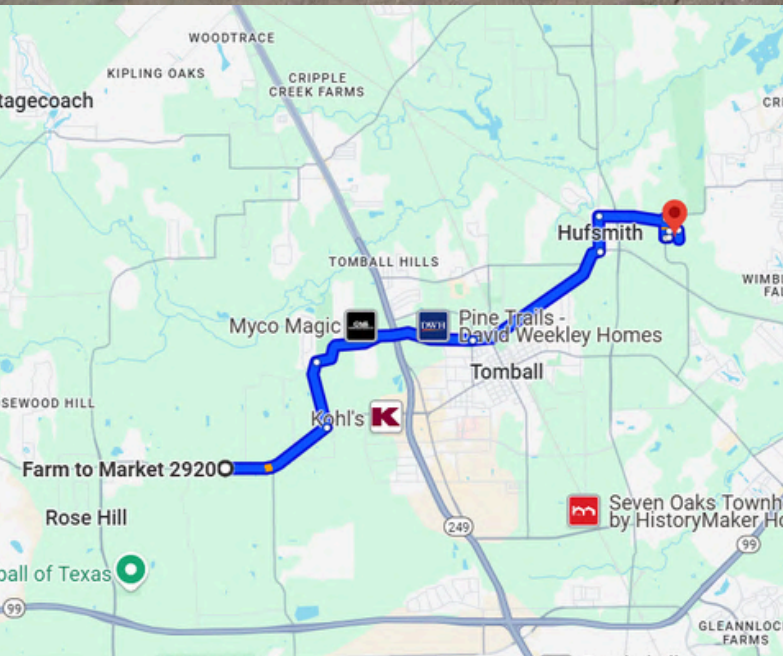 WOODTRACE
KIPLING OAKS
CRIPPLE
CREEK FARMS
tagecoach
CR
Hufsmith
TOMBALL HILLS
WIMB
FA
Myco Magic
DWH
Pine Trails -
David Weekley Homes
Tomball
SEWOOD HILL
Kohl's
K
Farm to Market 2920
Rose Hill
Seven Oaks Townh
by HistoryMaker Ho
249
99
ball of Texas
99
GLEANNLOC
FARMS